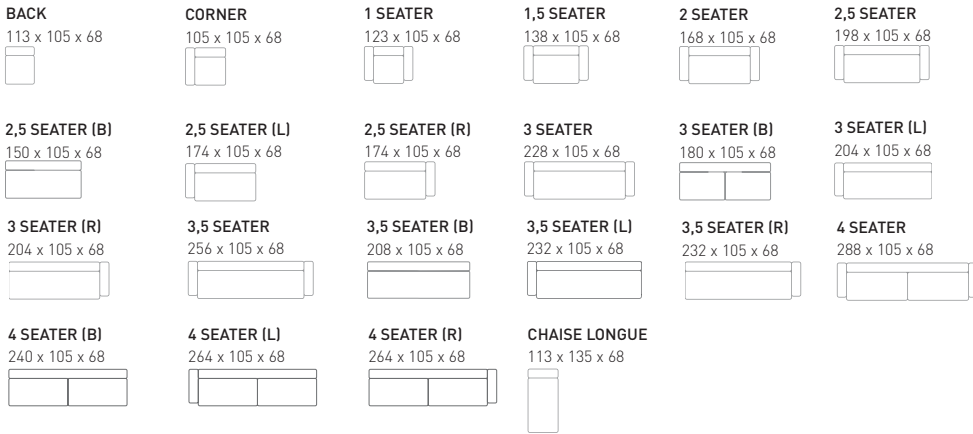 BACK
113 x 105 x 68
CORNER
105 x 105 x 68
1 SEATER
123 x 105 x 68
1,5 SEATER
138 x 105 x 68
2 SEATER
168 x 105 x 68
2,5 SEATER
198 x 105 x 68
2,5 SEATER (B)
150 x 105 x 68
2,5 SEATER (L)
174 x 105 x 68
2,5 SEATER (R)
174 x 105 x 68
3 SEATER
228 x 105 x 68
3 SEATER (B)
180 x 105 x 68
3 SEATER (L)
204 x 105 x 68
3 SEATER (R)
204 x 105 x 68
3,5 SEATER
256 x 105 x 68
3,5 SEATER (B)
208 x 105 x 68
3,5 SEATER (L)
232 x 105 x 68
3,5 SEATER (R)
232 x 105 x 68
4 SEATER
288 x 105 x 68
4 SEATER (B)
240 x 105 x 68
4 SEATER (L)
264 x 105 x 68
4 SEATER (R)
264 x 105 x 68
CHAISE LONGUE
113 x 135 x 68